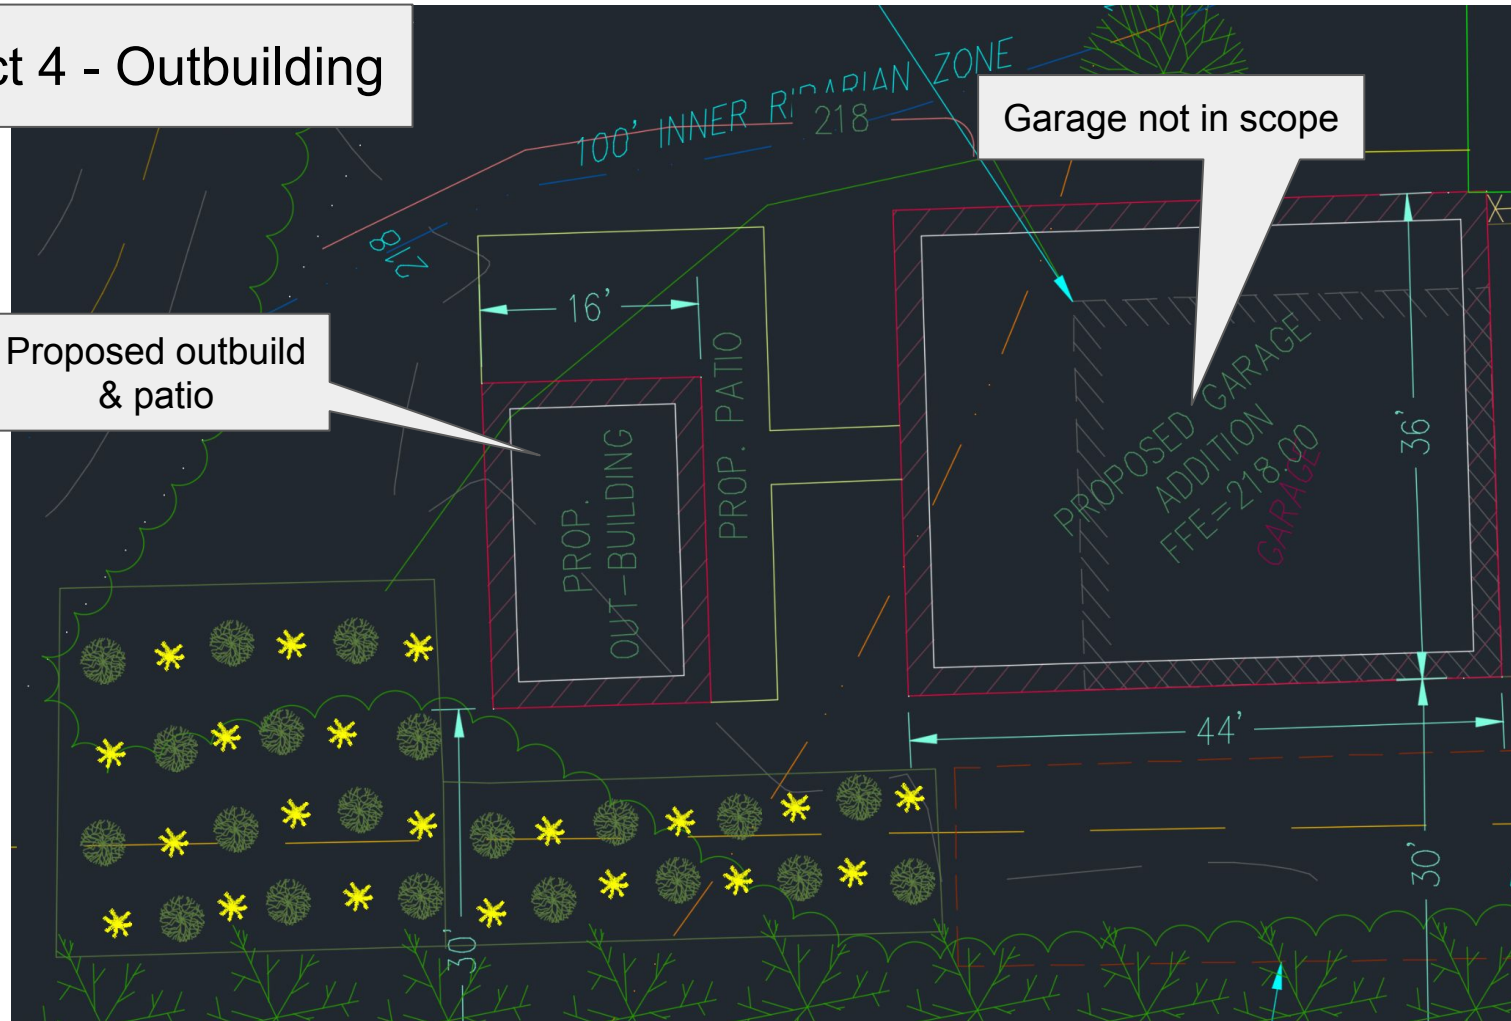 ct 4 - Outbuilding
100' INNER RIPARIAN ZONE
218
Garage not in scope
218
16'
Proposed outbuild
& patio
PROP. PATIO
PROP.
OUT-BUILDING
PROPOSED GARAGE
ADDITION
FFE=218.00
GARAGE
36'
44'
30'
30'